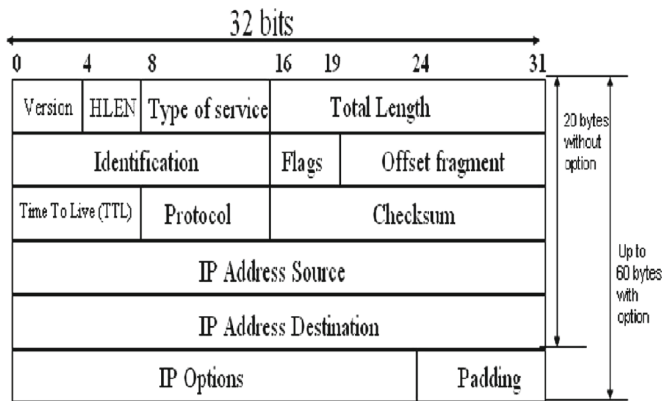 32 bits
0 4 8 16 19 24 31
Version HLEN Type of service Total Length
Identification Flags Offset fragment
Time To Live (TTL) Protocol Checksum
IP Address Source
IP Address Destination
IP Options Padding
20 bytes
without
option
Up to
60 bytes
with
option